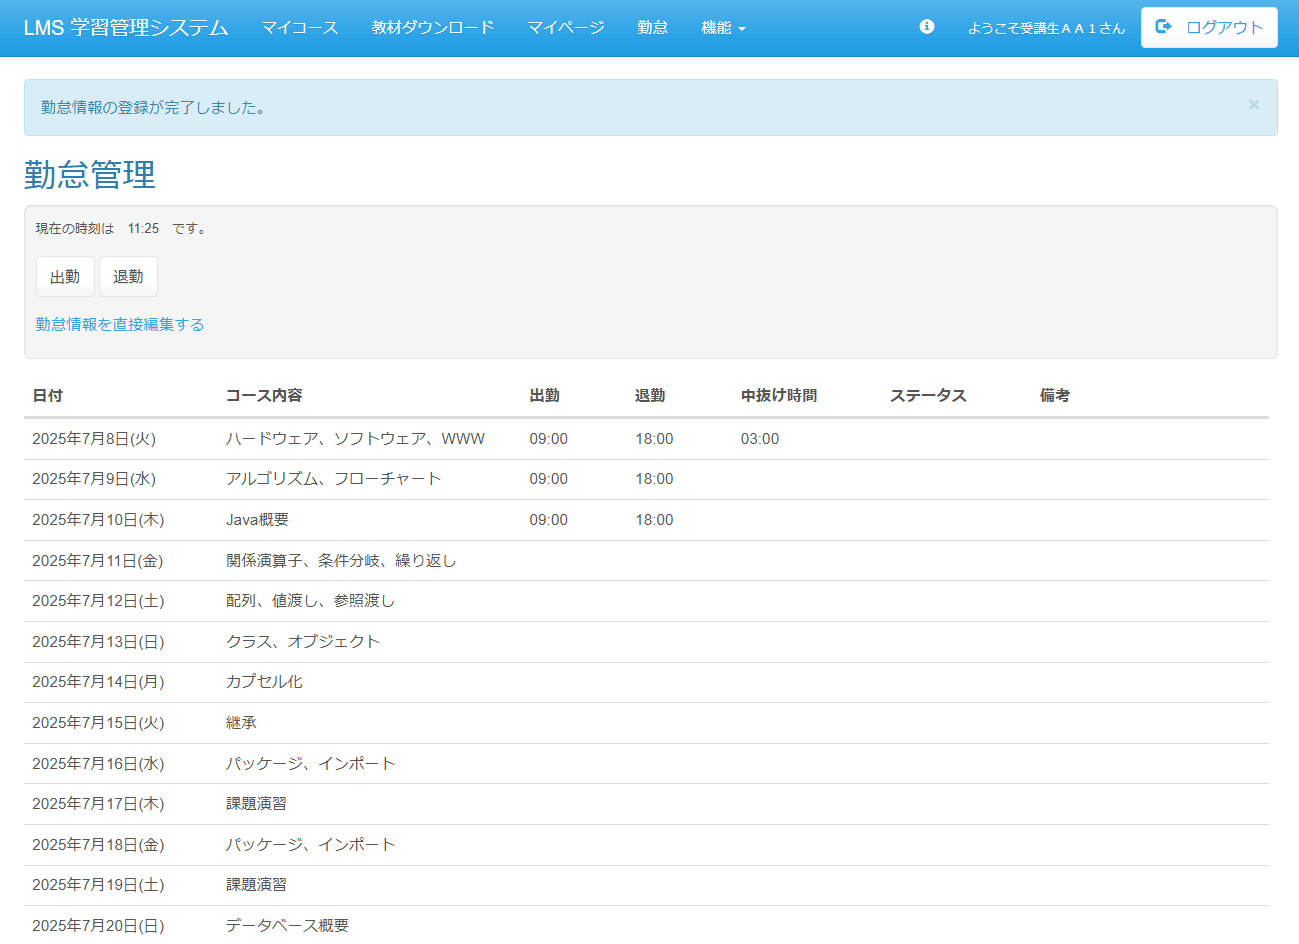 LMS 学習管理システム マイコース 教材ダウンロード マイページ 勤怠 機能 ようこそ受講生ＡＡ１さん ログアウト
勤怠情報の登録が完了しました。 ×
勤怠管理
現在の時刻は 11:25 です。
出勤 退勤
勤怠情報を直接編集する
日付 コース内容 出勤 退勤 中抜け時間 ステータス 備考
2025年7月8日(火) ハードウェア、ソフトウェア、WWW 09:00 18:00 03:00
2025年7月9日(水) アルゴリズム、フローチャート 09:00 18:00
2025年7月10日(木) Java概要 09:00 18:00
2025年7月11日(金) 関係演算子、条件分岐、繰り返し
2025年7月12日(土) 配列、値渡し、参照渡し
2025年7月13日(日) クラス、オブジェクト
2025年7月14日(月) カプセル化
2025年7月15日(火) 継承
2025年7月16日(水) パッケージ、インポート
2025年7月17日(木) 課題演習
2025年7月18日(金) パッケージ、インポート
2025年7月19日(土) 課題演習
2025年7月20日(日) データベース概要